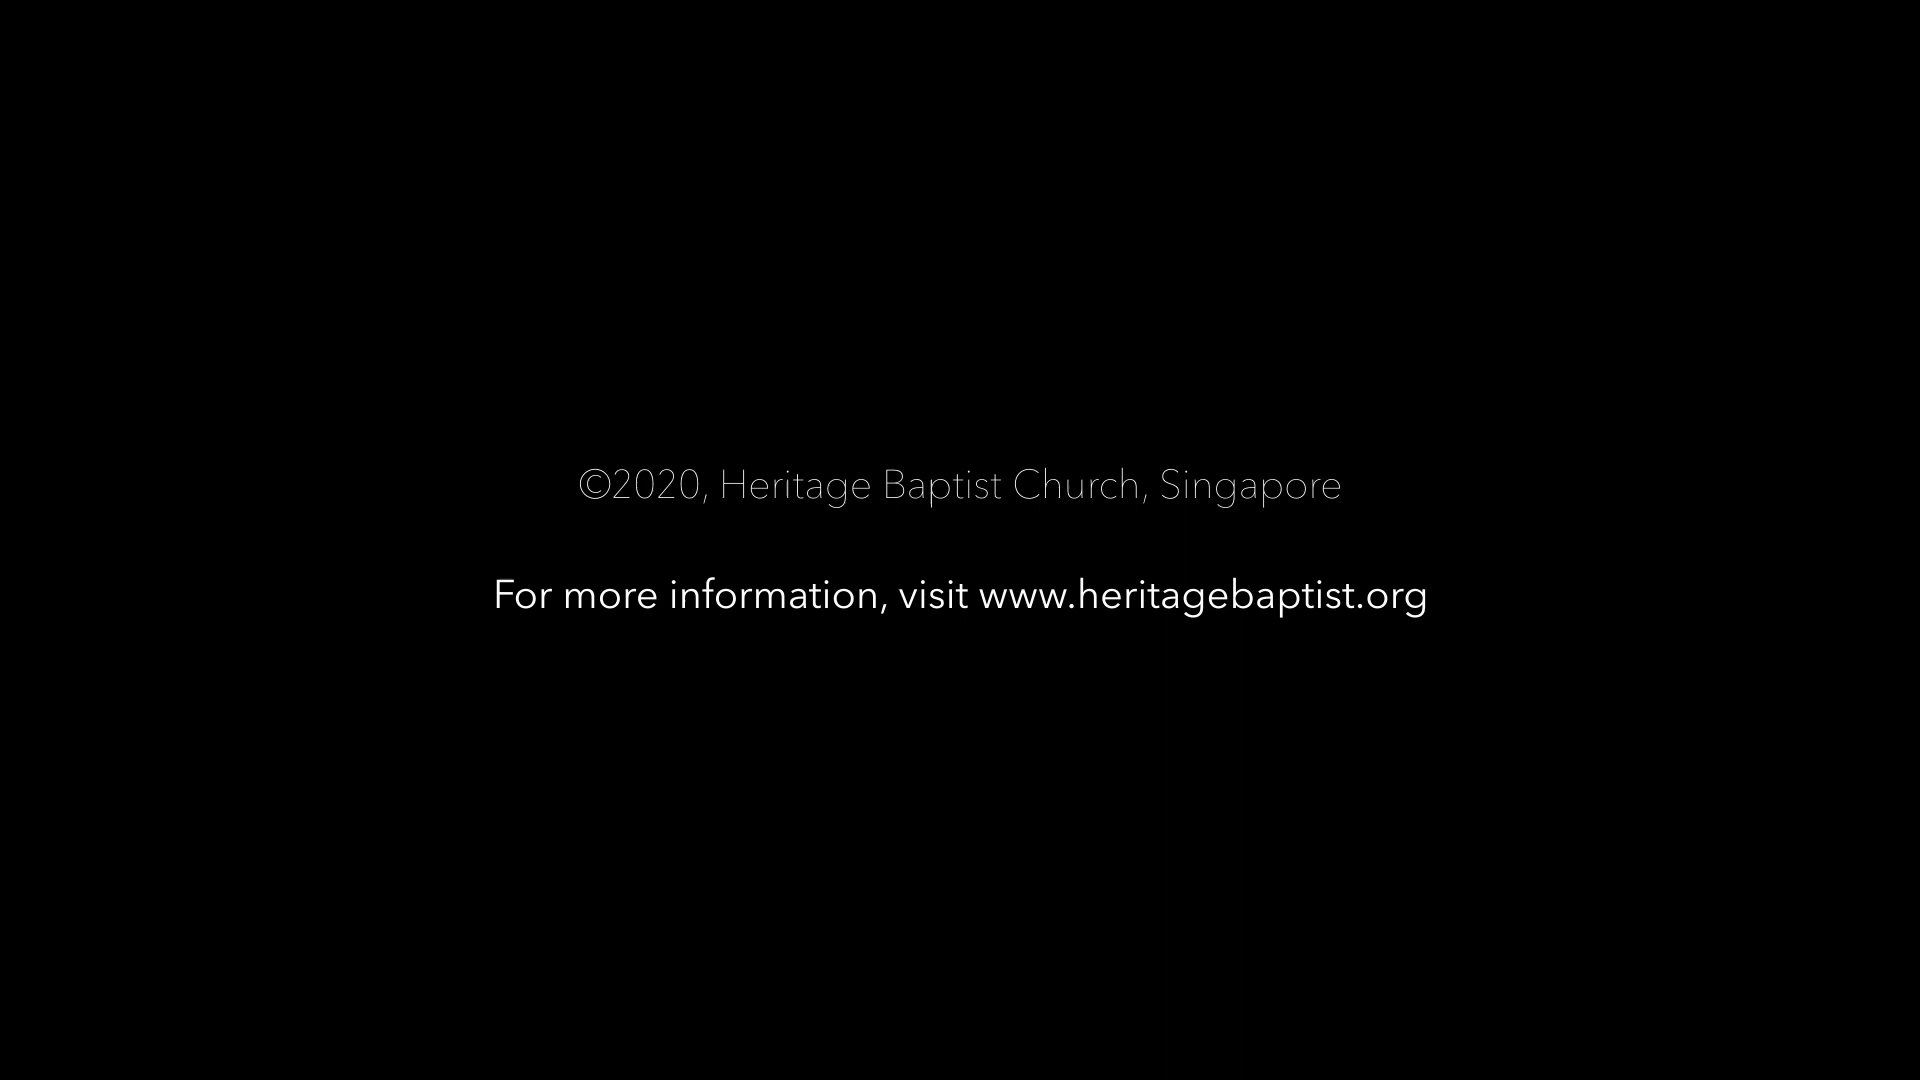 ©2020, Heritage Baptist Church, Singapore
For more information, visit www.heritagebaptist.org